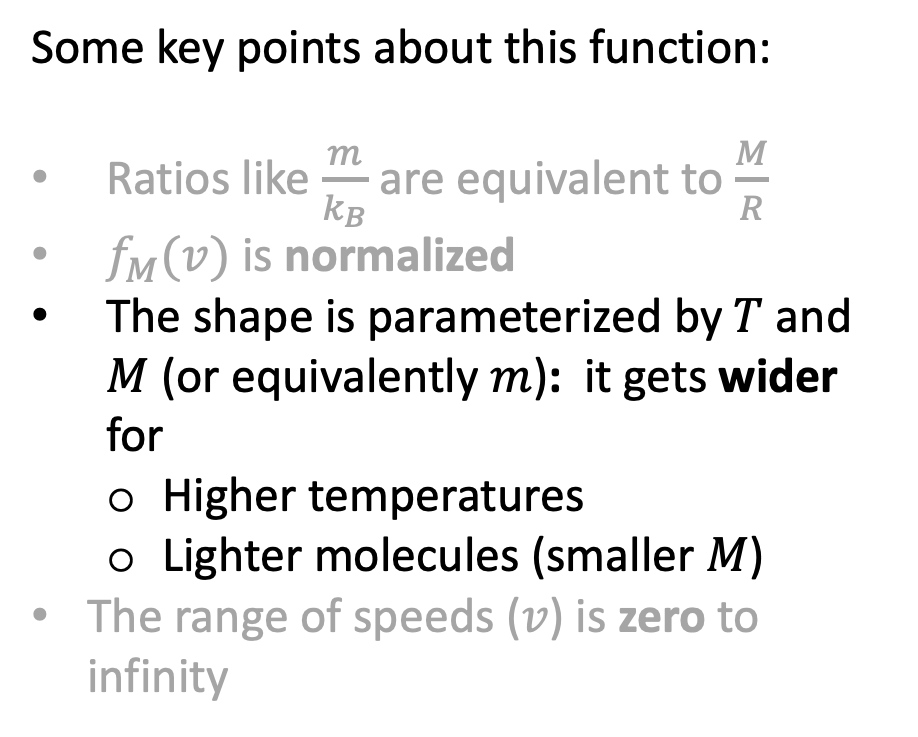 Some key points about this function:
• Ratios like m/k_B are equivalent to M/R
• f_M(v) is normalized
• The shape is parameterized by T and
M (or equivalently m): it gets wider
for
o Higher temperatures
o Lighter molecules (smaller M)
• The range of speeds (v) is zero to
infinity